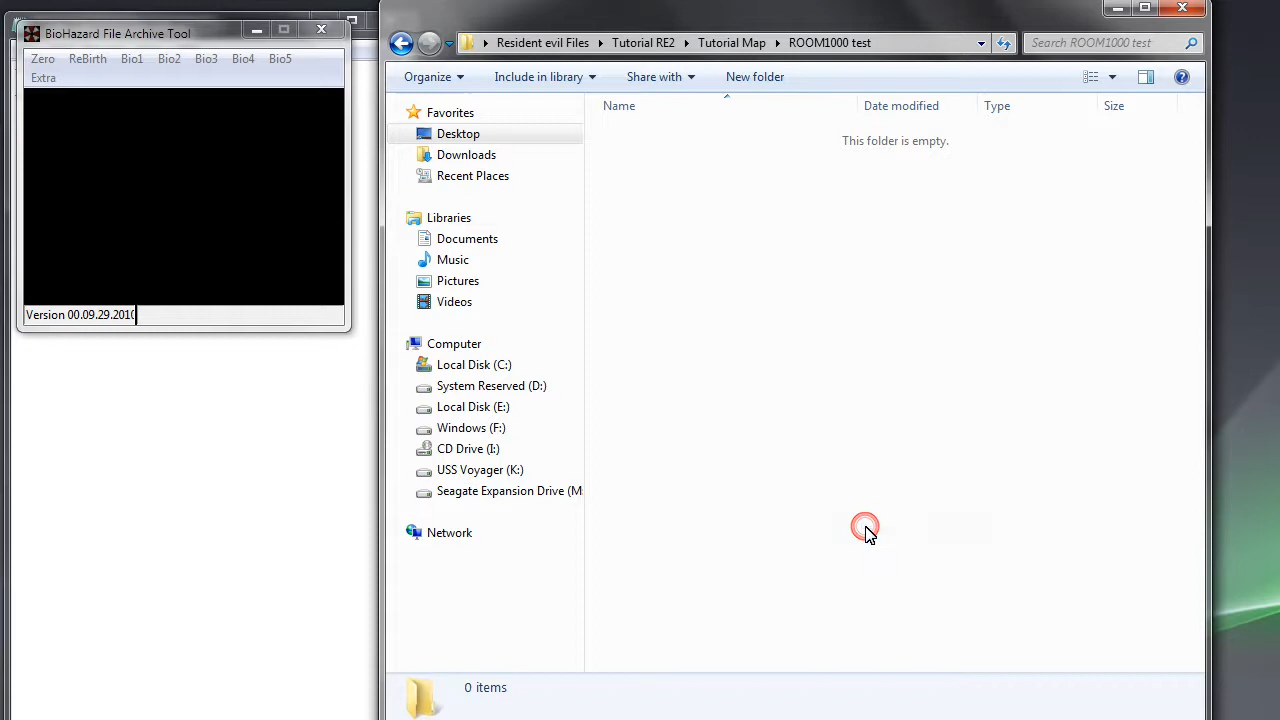 BioHazard File Archive Tool
Zero ReBirth Bio1 Bio2 Bio3 Bio4 Bio5
Extra
Version 00.09.29.2010
Resident evil Files Tutorial RE2 Tutorial Map ROOM1000 test
Search ROOM1000 test
Organize Include in library Share with New folder
Name Date modified Type Size
This folder is empty.
Favorites
Desktop
Downloads
Recent Places
Libraries
Documents
Music
Pictures
Videos
Computer
Local Disk (C:)
System Reserved (D:)
Local Disk (E:)
Windows (F:)
CD Drive (I:)
USS Voyager (K:)
Seagate Expansion Drive (M:
Network
0 items